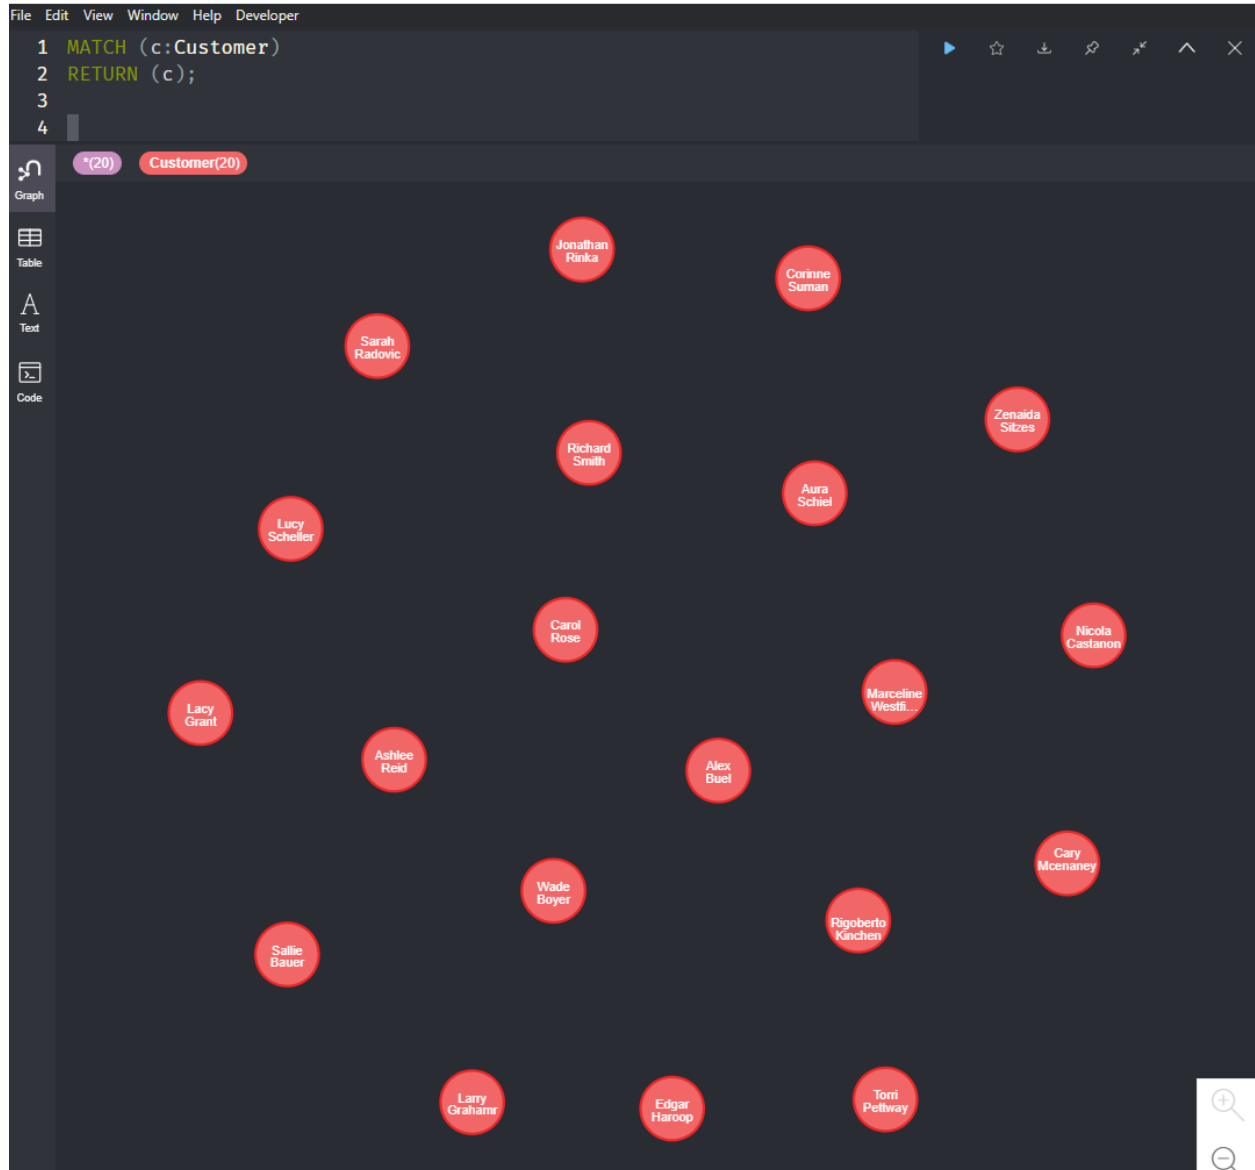 File Edit View Window Help Developer
1 MATCH (c:Customer)
2 RETURN (c);
3
4
*(20) Customer(20)
Graph
Table
A
Text
Code
Jonathan
Rinka
Corinne
Suman
Sarah
Radovic
Zenaida
Sitzes
Richard
Smith
Aura
Schiel
Lucy
Scheller
Carol
Rose
Nicola
Castanon
Marceline
Westfi...
Lacy
Grant
Ashlee
Reid
Alex
Buel
Cary
Mcenaney
Wade
Boyer
Rigoberto
Kinchen
Sallie
Bauer
Larry
Grahamr
Edgar
Haroop
Torri
Pettway